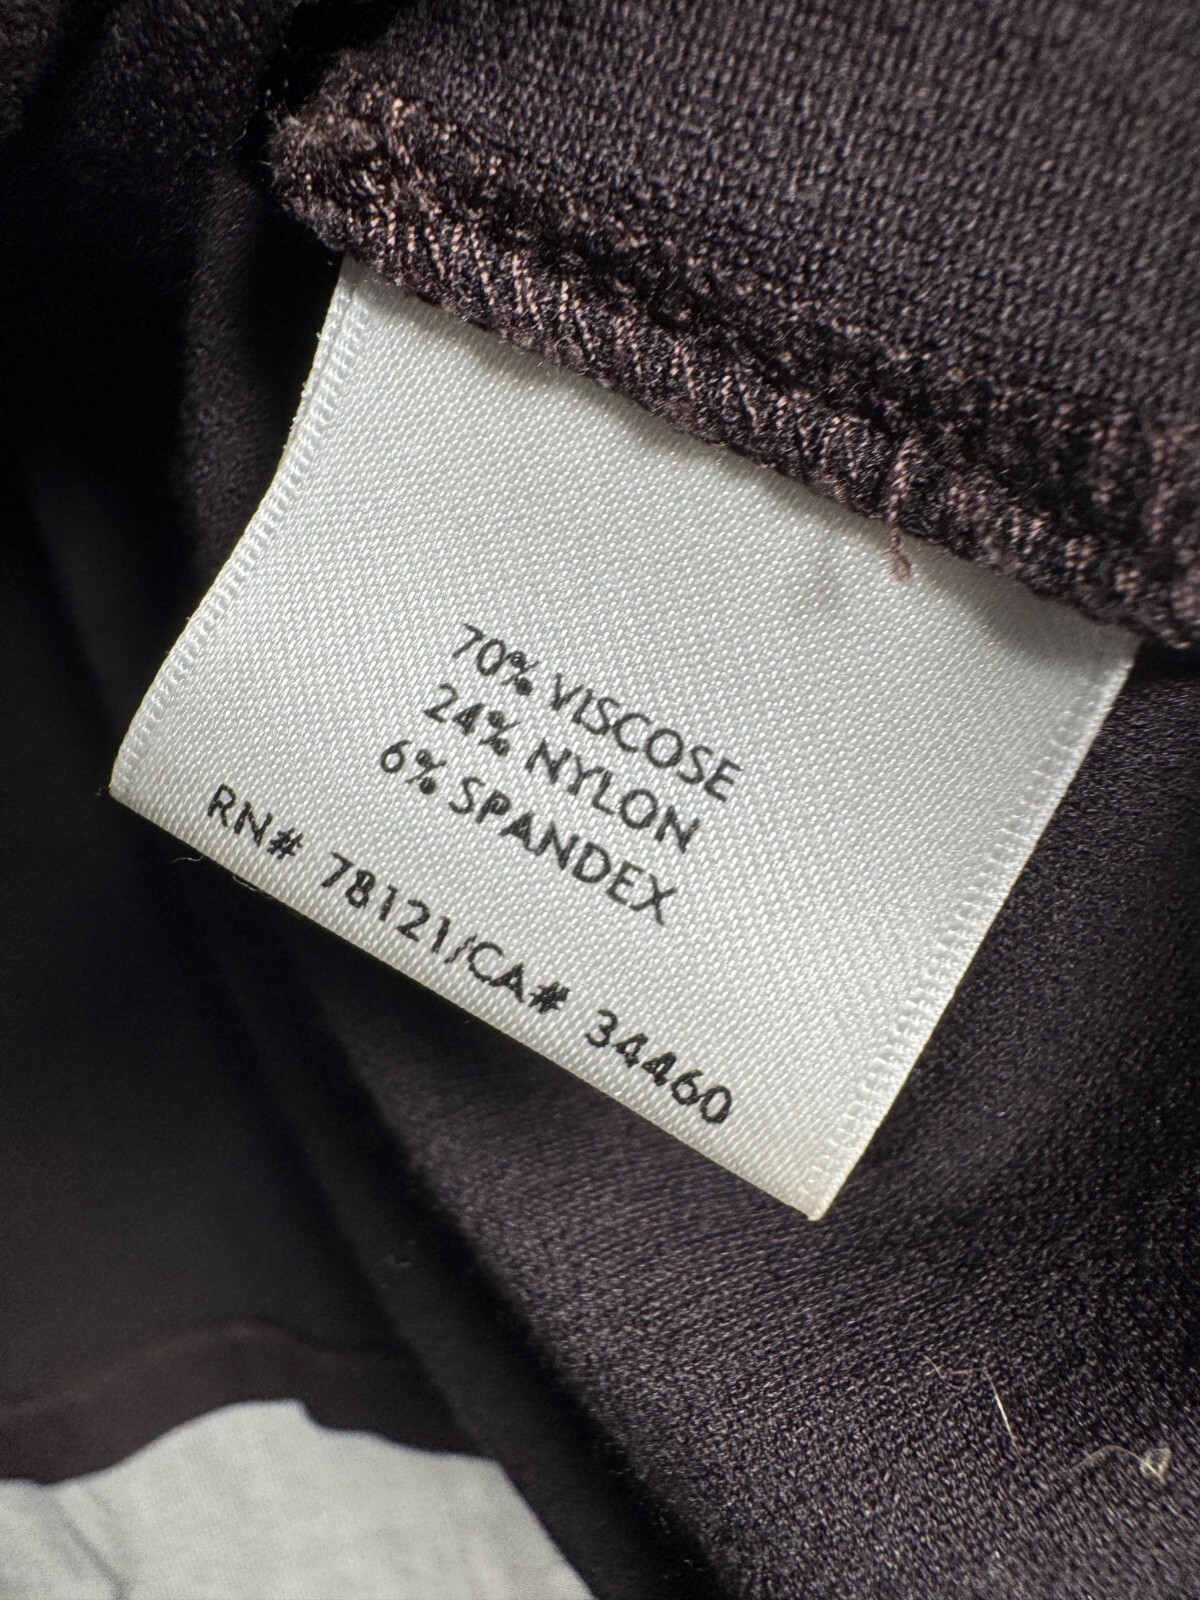 70% VISCOSE
24% NYLON
6% SPANDEX
RN# 78121/CA# 34460